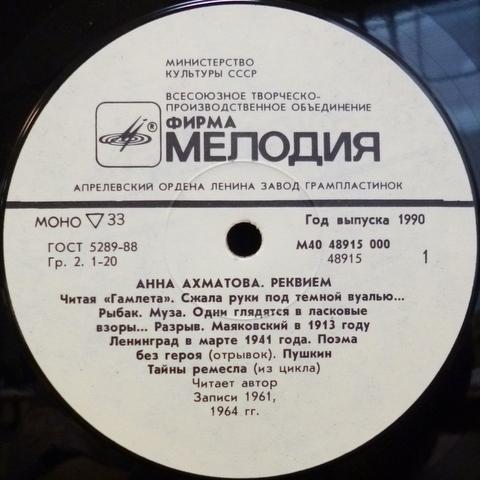 МИНИСТЕРСТВО
КУЛЬТУРЫ СССР
ВСЕСОЮЗНОЕ ТВОРЧЕСКО-
ПРОИЗВОДСТВЕННОЕ ОБЪЕДИНЕНИЕ
®
ФИРМА
МЕЛОДИЯ
АПРЕЛЕВСКИЙ ОРДЕНА ЛЕНИНА ЗАВОД ГРАМПЛАСТИНОК
МОНО ▽ 33
Год выпуска 1990
ГОСТ 5289-88
М40 48915 000
Гр. 2. 1-20
48915
1
АННА АХМАТОВА. РЕКВИЕМ
Читая «Гамлета». Сжала руки под темной вуалью...
Рыбак. Муза. Одни глядятся в ласковые
взоры... Разрыв. Маяковский в 1913 году
Ленинград в марте 1941 года. Поэма
без героя (отрывок). Пушкин
Тайны ремесла (из цикла)
Читает автор
Записи 1961,
1964 гг.